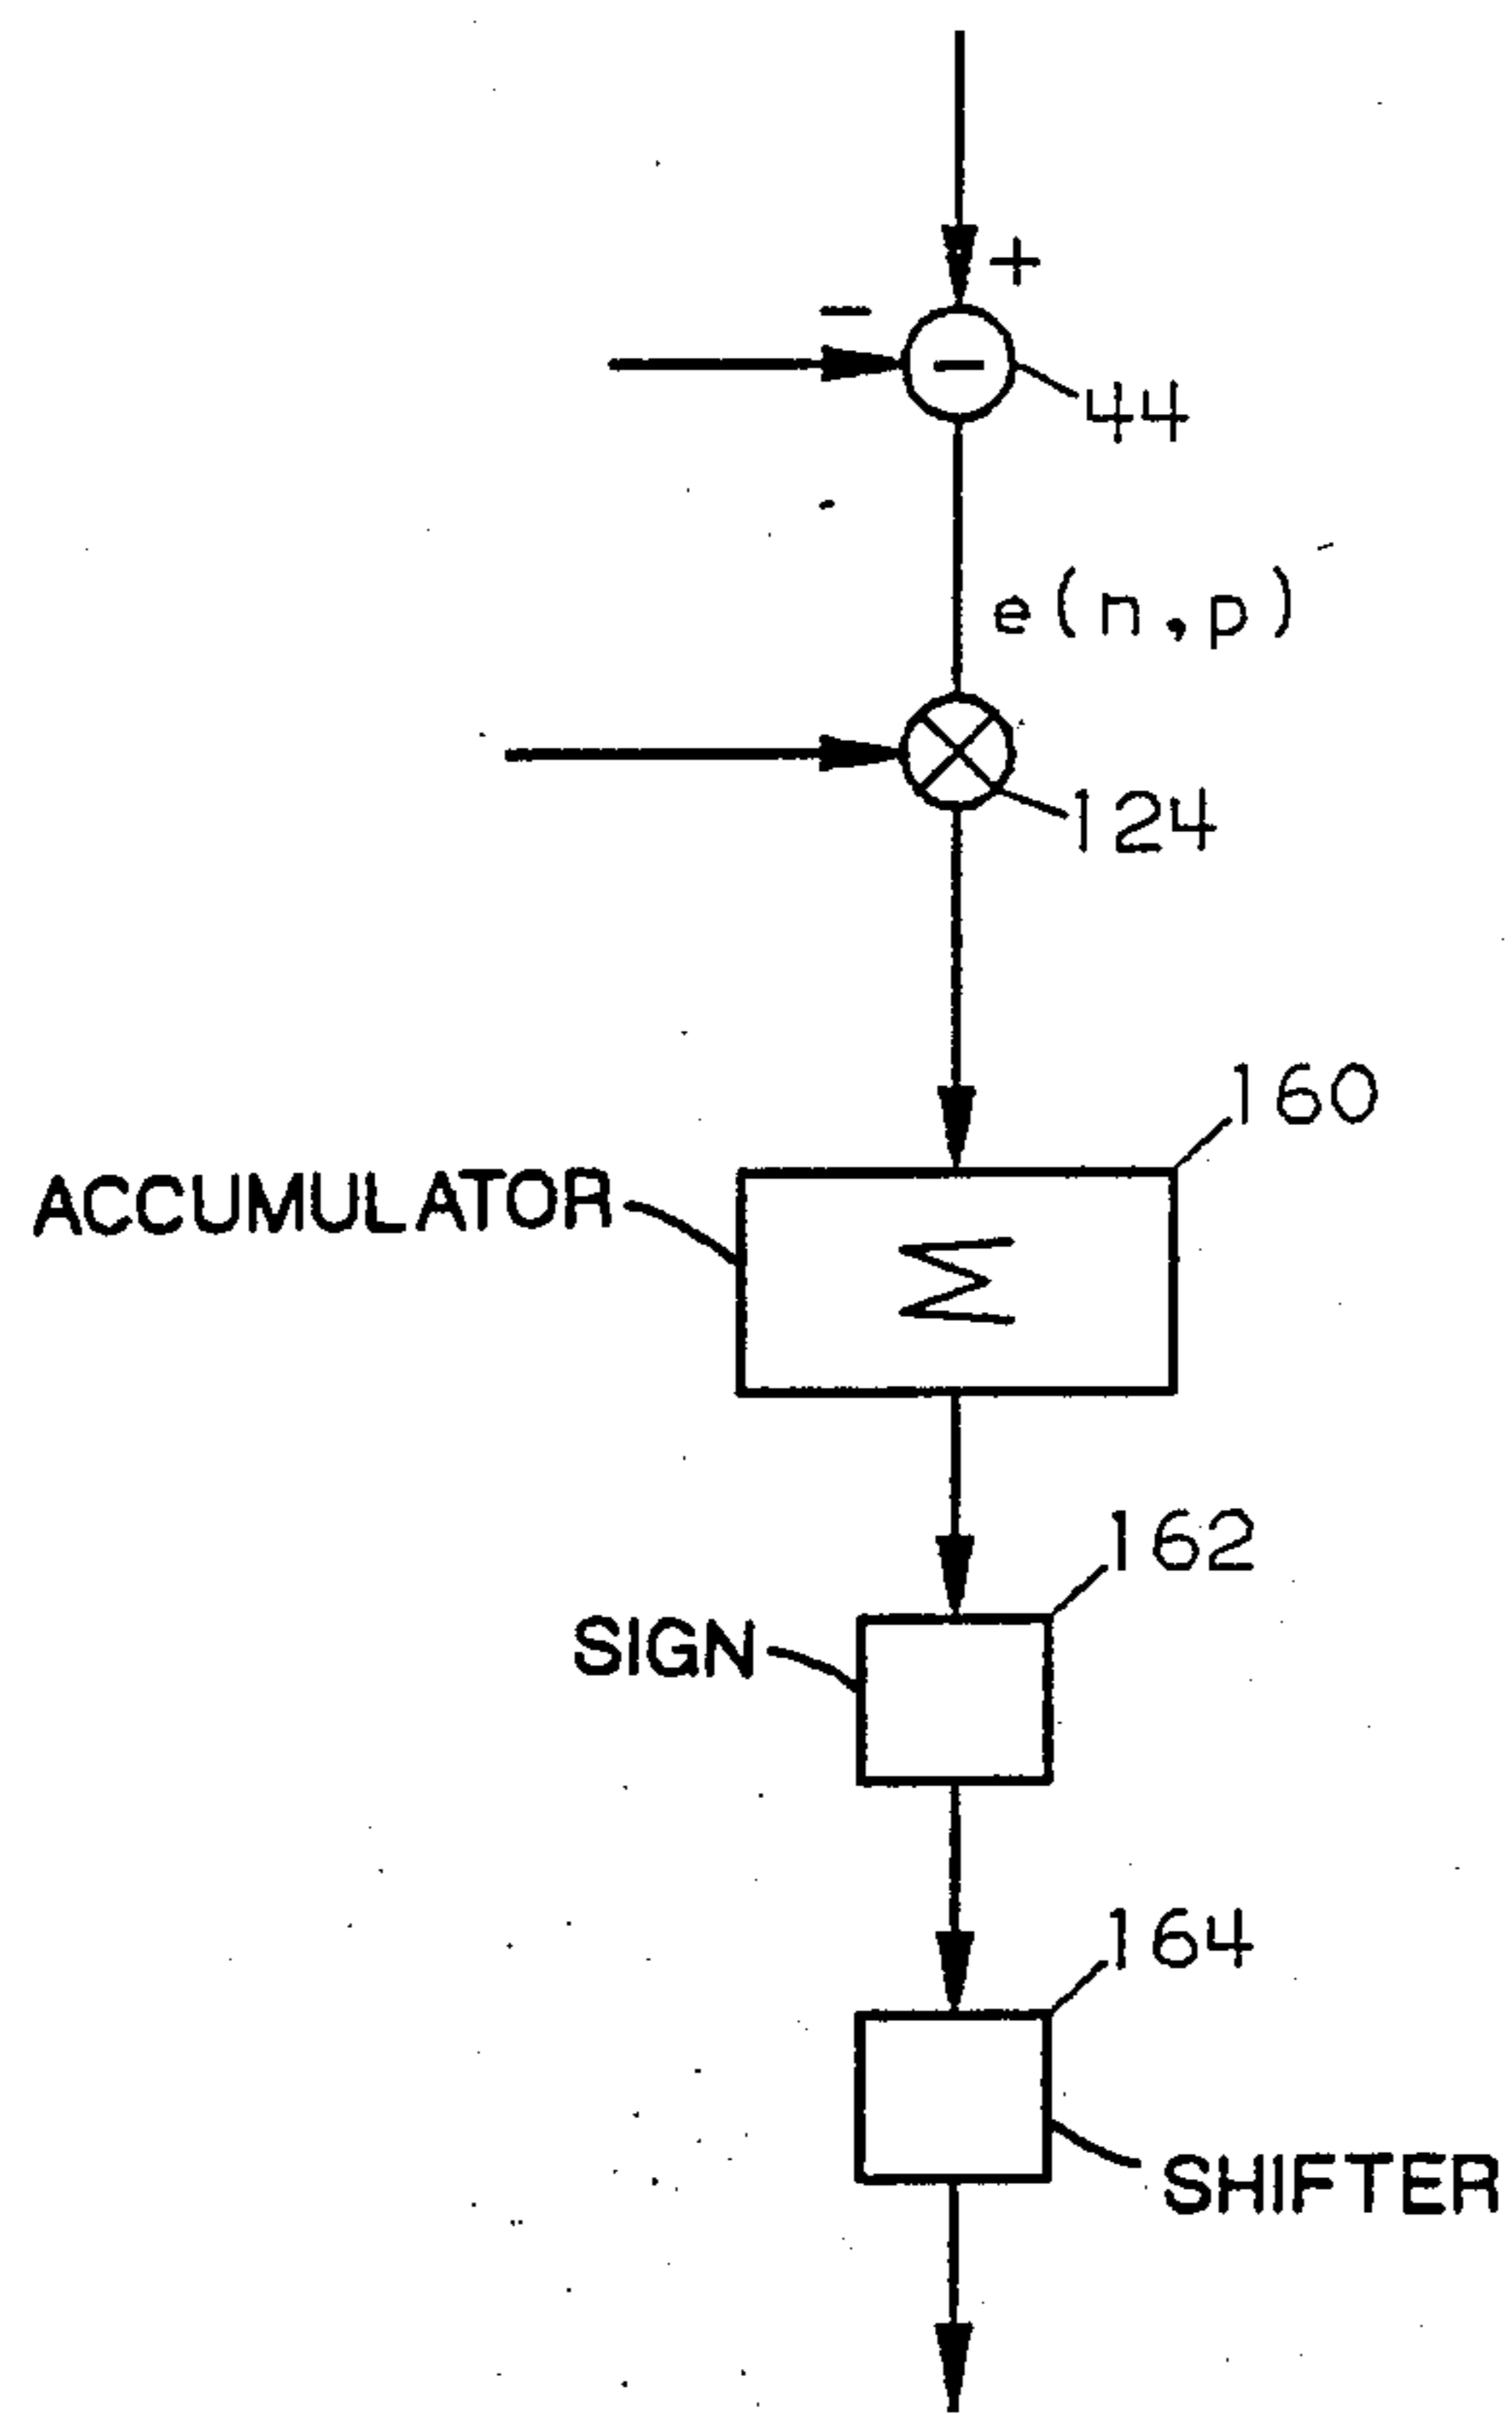 +
−
−
44
e(n,p)
124
160
ACCUMULATOR
Σ
162
SIGN
164
SHIFTER